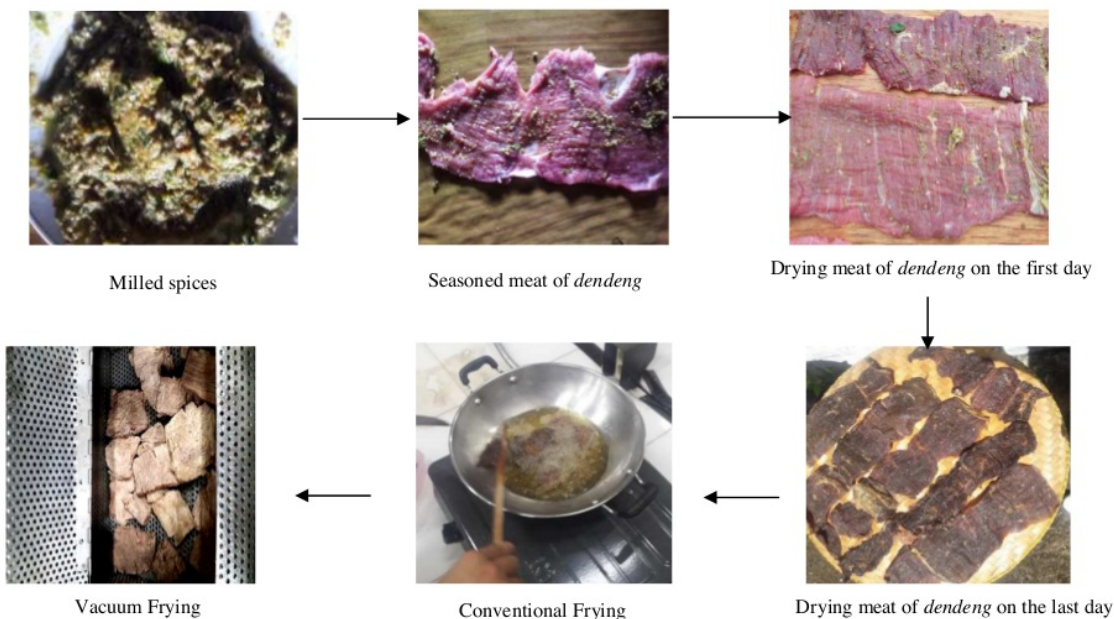 Milled spices
Seasoned meat of dendeng
Drying meat of dendeng on the first day
Vacuum Frying
Conventional Frying
Drying meat of dendeng on the last day